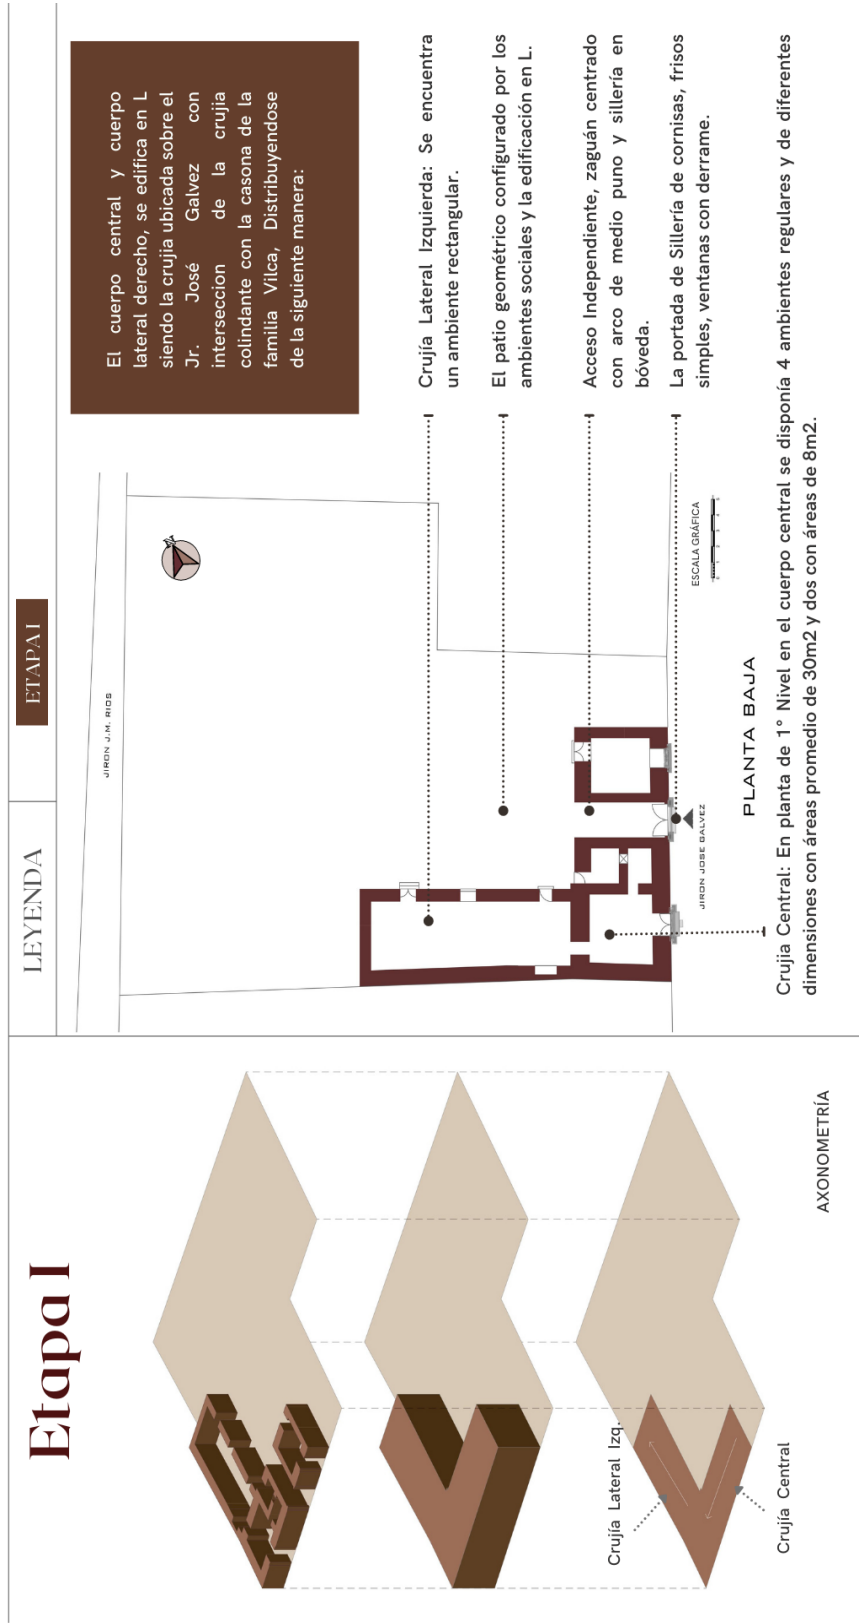 Etapa I
Crujía Lateral Izq.
Crujía Central
AXONOMETRÍA
LEYENDA
ETAPA I
JIRON J.M. RIOS
N
JIRON JOSE GALVEZ
ESCALA GRÁFICA
PLANTA BAJA
El cuerpo central y cuerpo
lateral derecho, se edifica en L
siendo la crujia ubicada sobre el
Jr. José Galvez con
interseccion de la crujia
colindante con la casona de la
familia Vilca, Distribuyendose
de la siguiente manera:
Crujía Lateral Izquierda: Se encuentra
un ambiente rectangular.
El patio geométrico configurado por los
ambientes sociales y la edificación en L.
Acceso Independiente, zaguán centrado
con arco de medio puno y sillería en
bóveda.
La portada de Sillería de cornisas, frisos
simples, ventanas con derrame.
Crujia Central: En planta de 1° Nivel en el cuerpo central se disponía 4 ambientes regulares y de diferentes
dimensiones con áreas promedio de 30m2 y dos con áreas de 8m2.